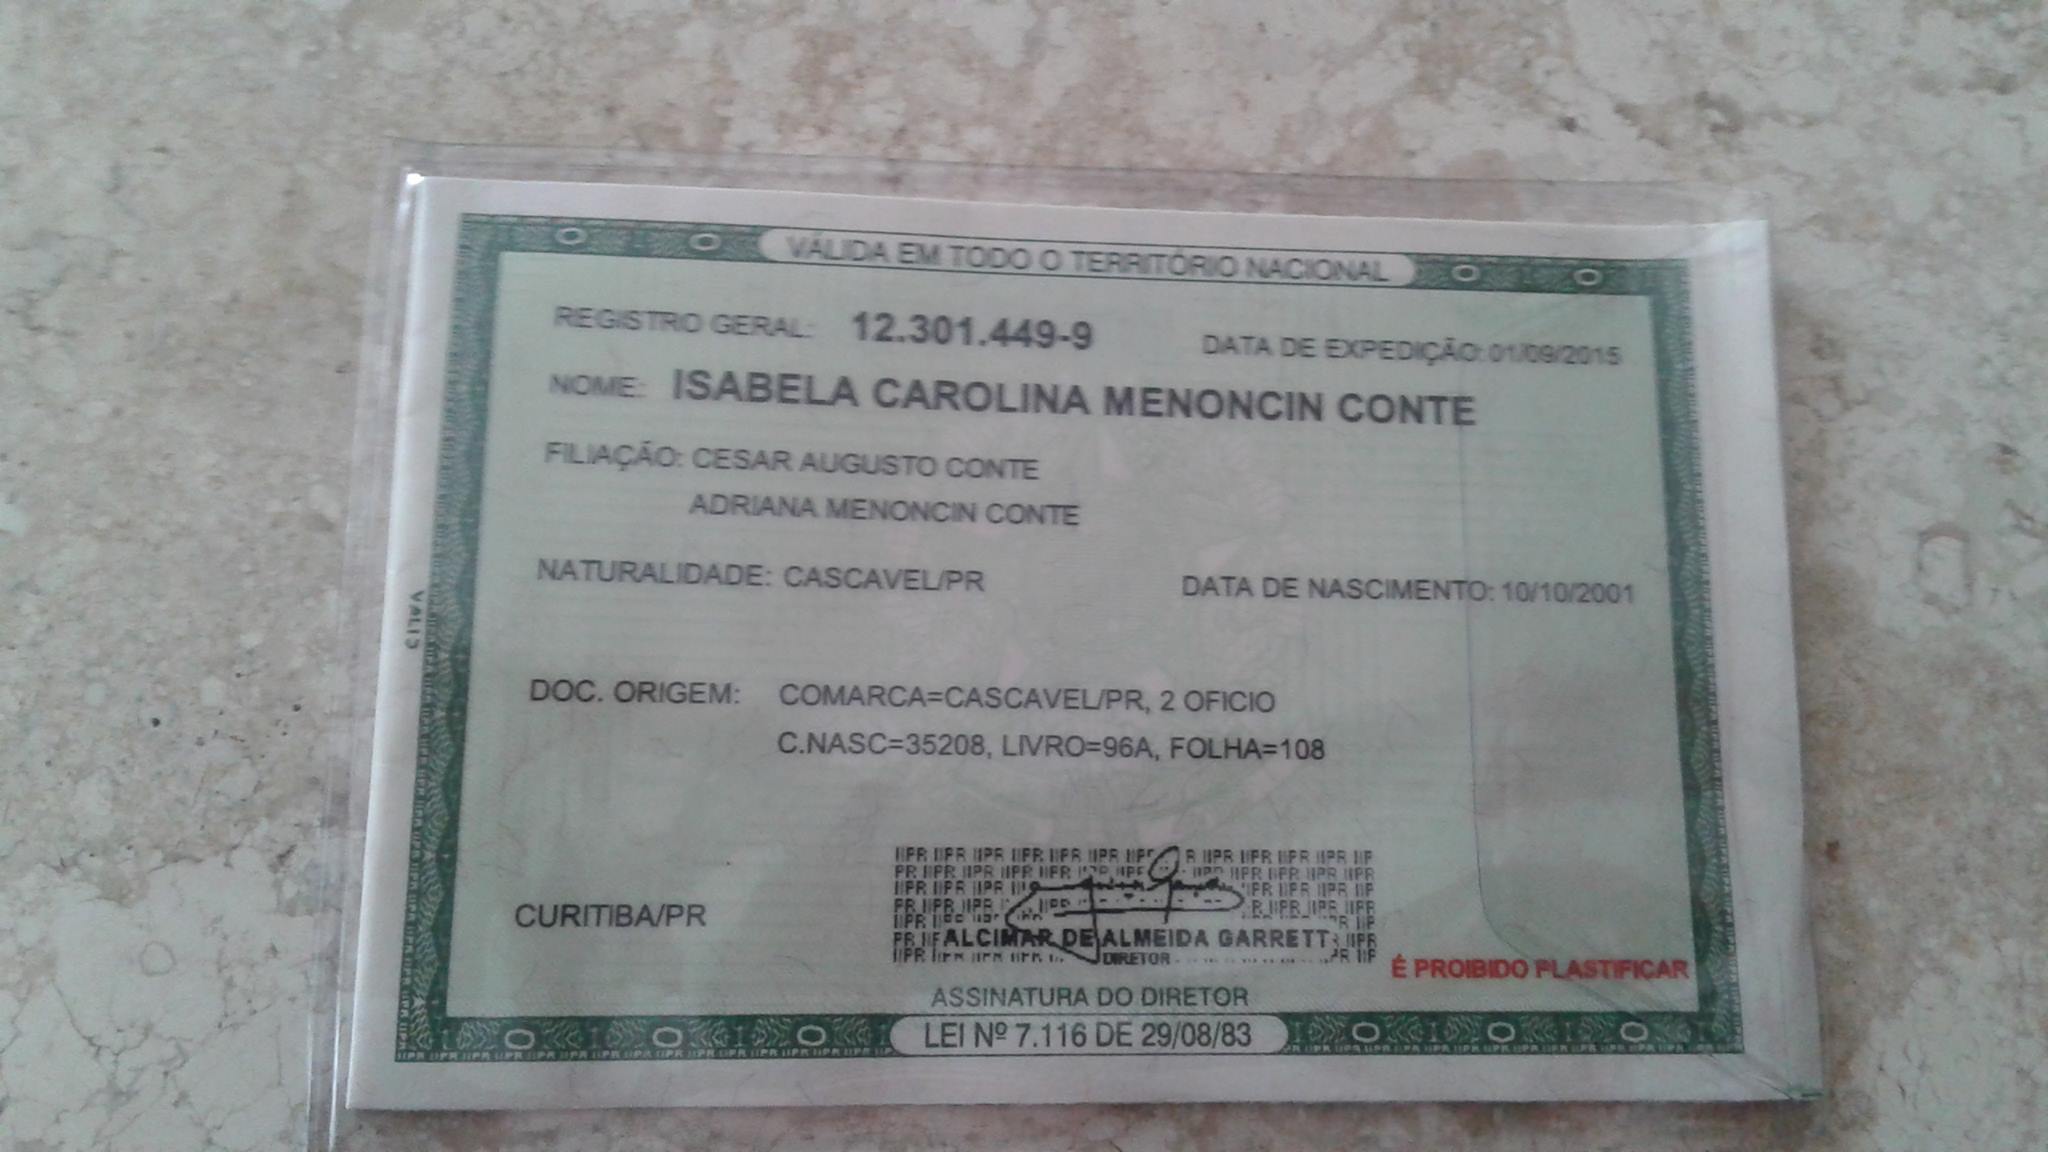 VÁLIDA EM TODO O TERRITÓRIO NACIONAL
REGISTRO GERAL: 12.301.449-9 DATA DE EXPEDIÇÃO: 01/09/2015
NOME: ISABELA CAROLINA MENONCIN CONTE
FILIAÇÃO: CESAR AUGUSTO CONTE
ADRIANA MENONCIN CONTE
NATURALIDADE: CASCAVEL/PR DATA DE NASCIMENTO: 10/10/2001
DOC. ORIGEM: COMARCA=CASCAVEL/PR, 2 OFICIO
C.NASC=35208, LIVRO=96A, FOLHA=108
CURITIBA/PR
ALCIMAR DE ALMEIDA GARRETT
DIRETOR
É PROIBIDO PLASTIFICAR
ASSINATURA DO DIRETOR
LEI Nº 7.116 DE 29/08/83